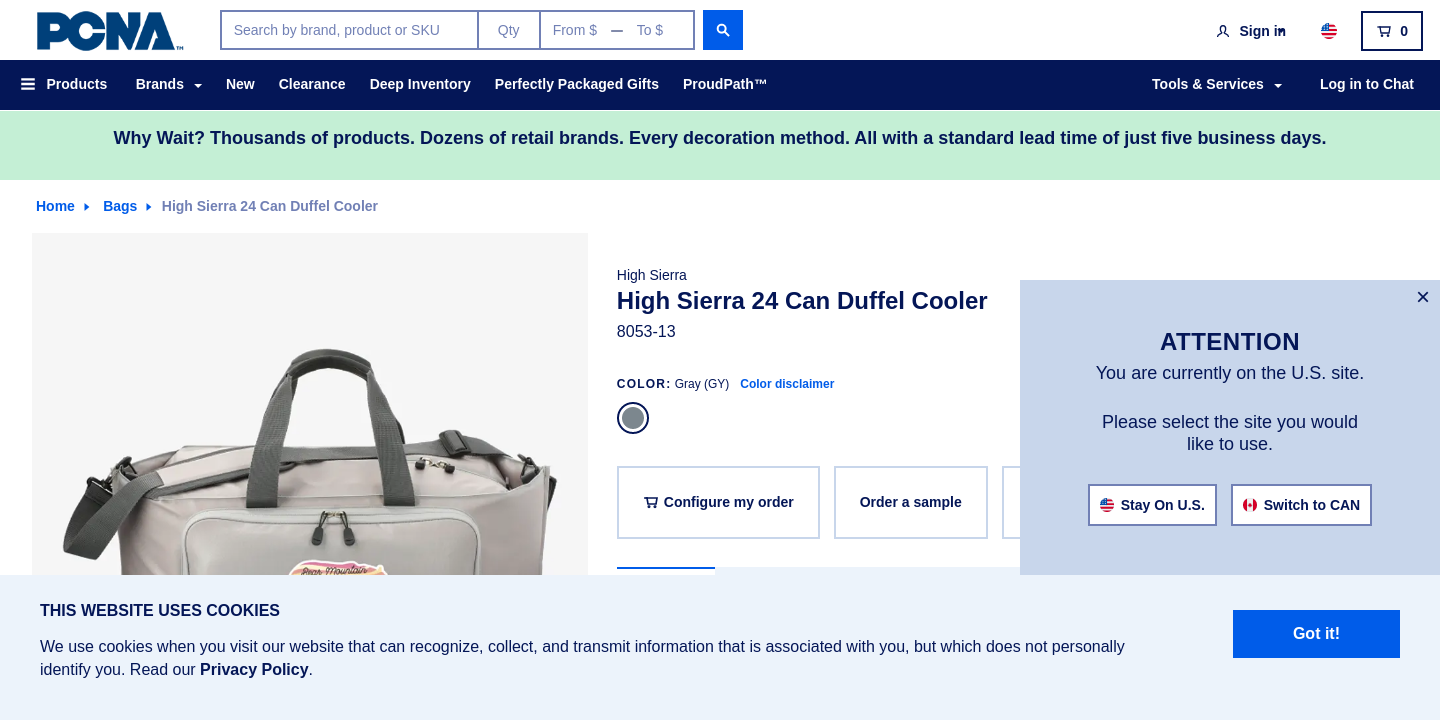 PCNA™
Search by brand, product or SKU
Qty
From $ — To $
Sign in
0
Products
Brands
New
Clearance
Deep Inventory
Perfectly Packaged Gifts
ProudPath™
Tools & Services
Log in to Chat
Why Wait? Thousands of products. Dozens of retail brands. Every decoration method. All with a standard lead time of just five business days.
Home
Bags
High Sierra 24 Can Duffel Cooler
High Sierra
High Sierra 24 Can Duffel Cooler
8053-13
COLOR: Gray (GY)
Color disclaimer
Configure my order
Order a sample
Bear Mountain
×
ATTENTION
You are currently on the U.S. site.
Please select the site you would
like to use.
Stay On U.S.
Switch to CAN
THIS WEBSITE USES COOKIES
We use cookies when you visit our website that can recognize, collect, and transmit information that is associated with you, but which does not personally
identify you. Read our Privacy Policy.
Got it!